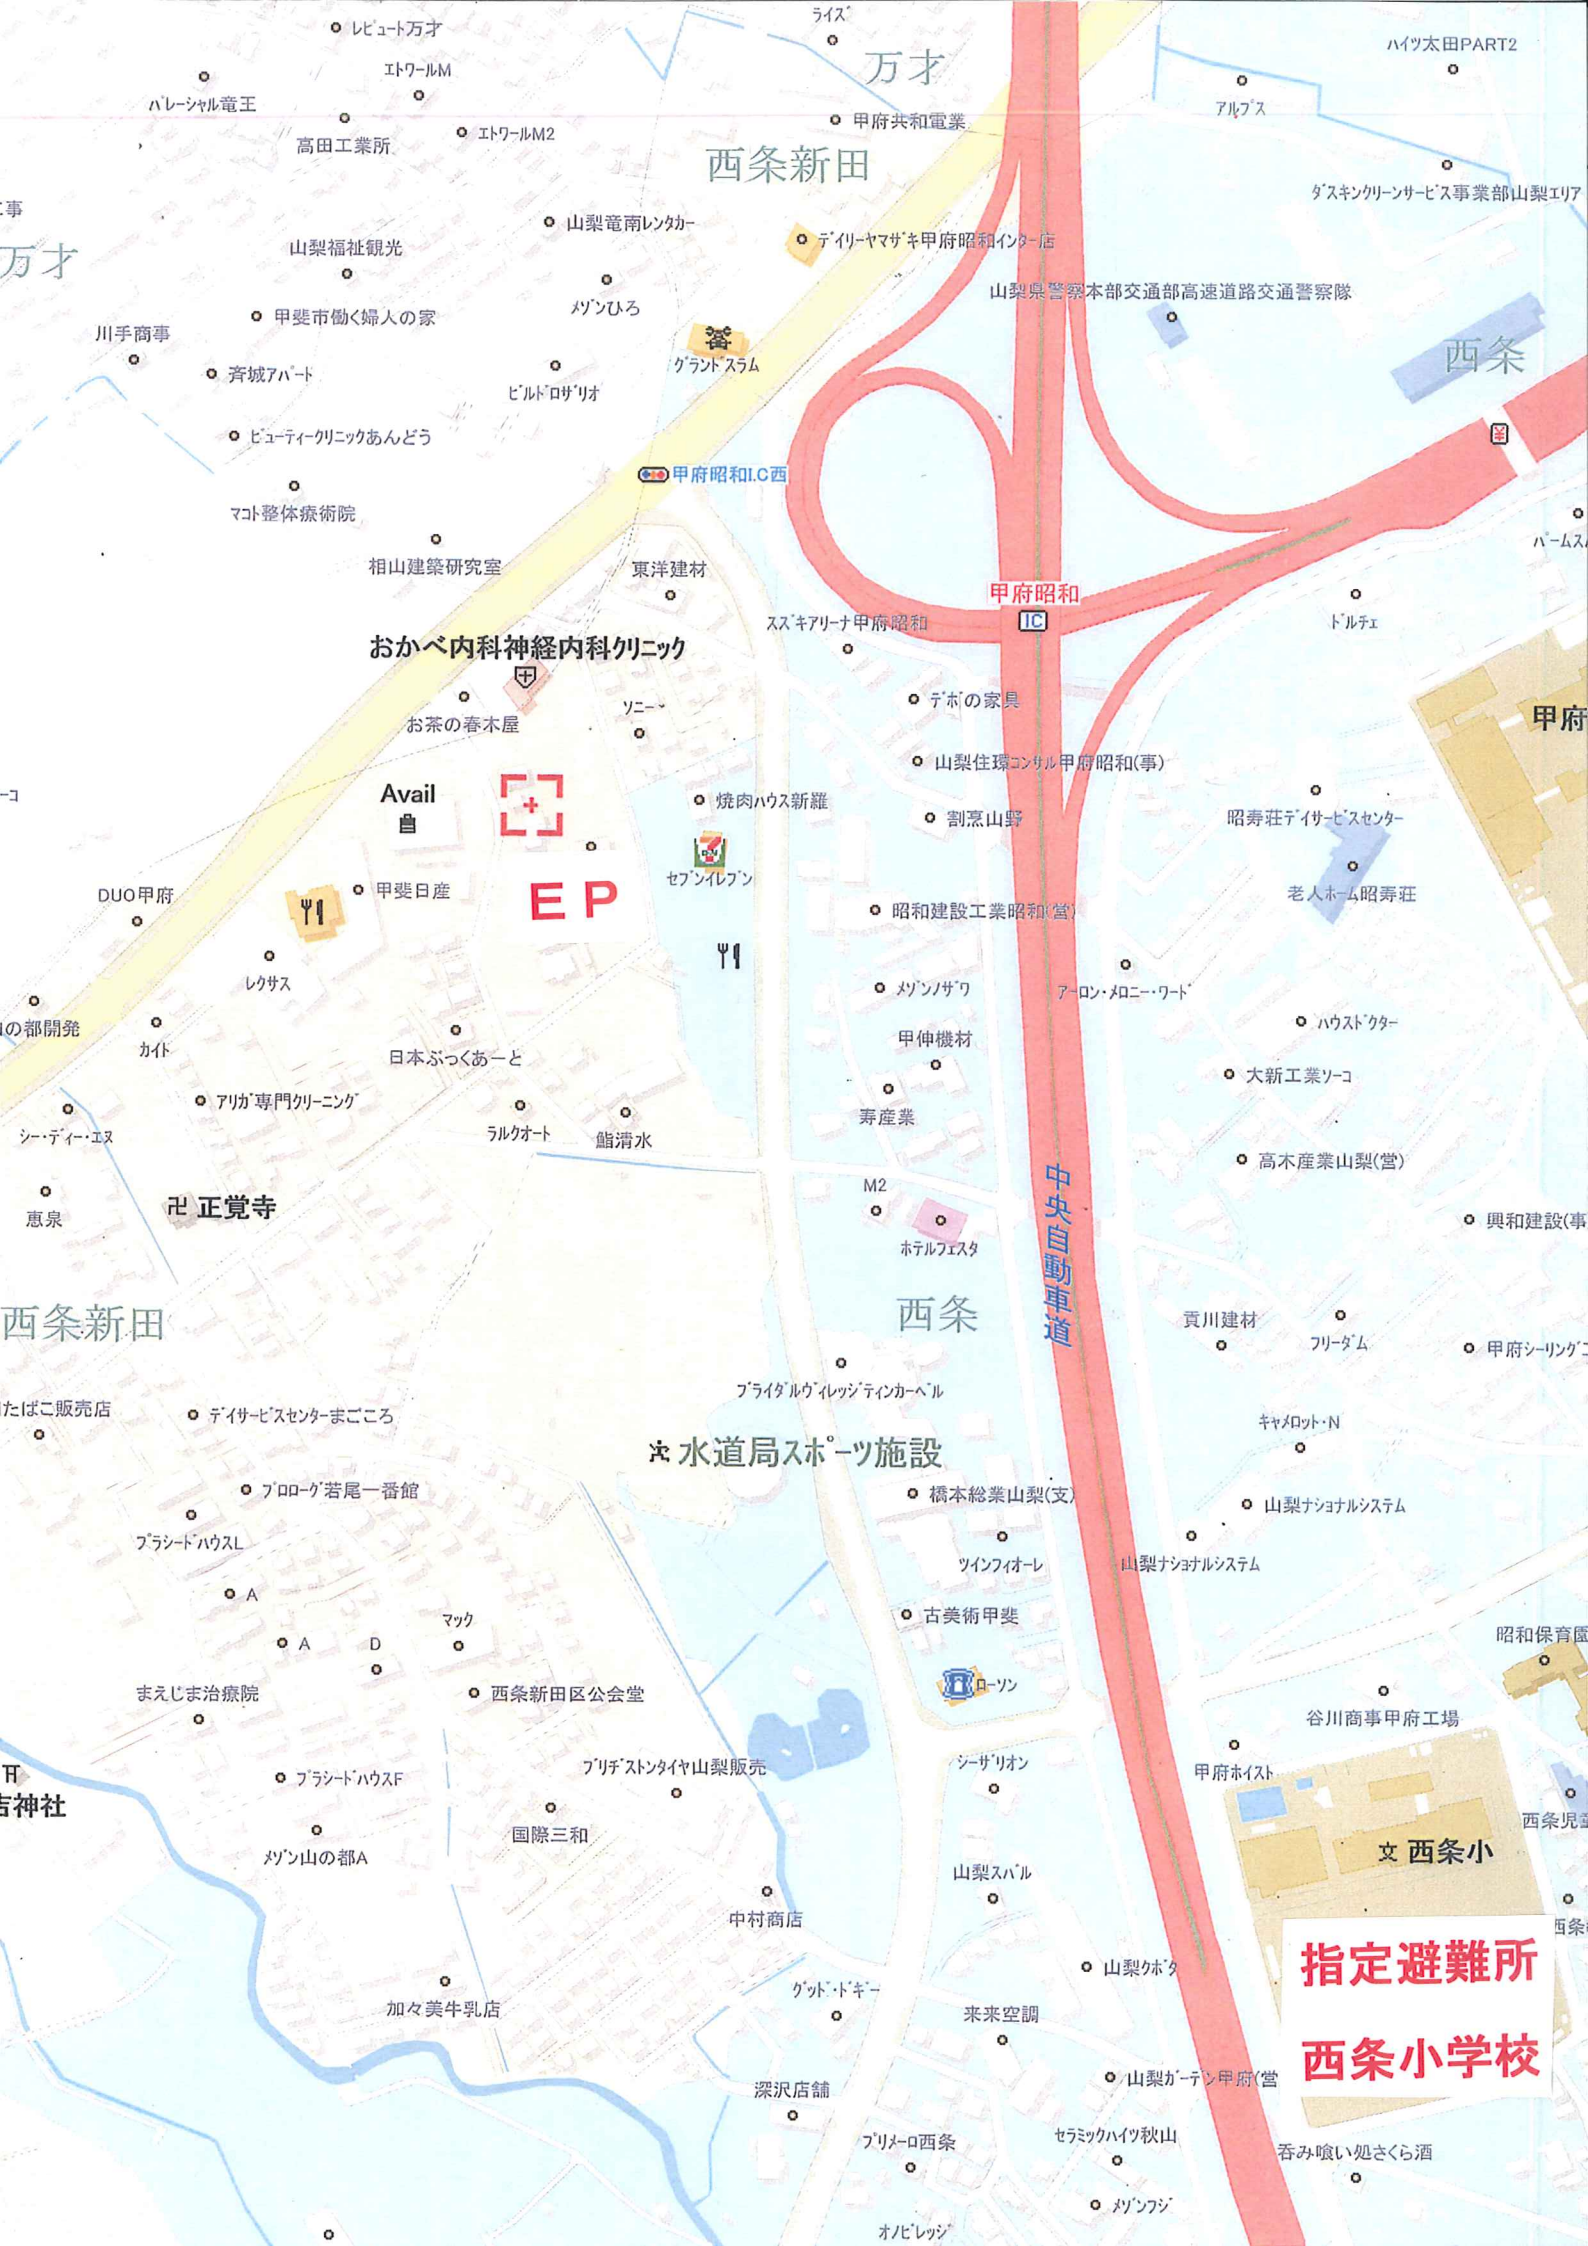 レピュート万才
ライズ
ハイツ太田PART2
エトワールM
万才
パレーシャル竜王
アルプス
高田工業所
エトワールM2
甲府共和電業
西条新田
ダスキンクリーンサービス事業部山梨エリア
工事
山梨竜南レンタカー
万才
山梨福祉観光
デイリーヤマザキ甲府昭和インター店
山梨県警察本部交通部高速道路交通警察隊
メゾンひろ
甲斐市働く婦人の家
川手商事
西条
グランドスラム
斉城アパート
ビルドロザリオ
ビューティークリニックあんどう
甲府昭和I.C西
マコト整体療術院
相山建築研究室
東洋建材
パームス
甲府昭和
IC
スズキアリーナ甲府昭和
ドルチェ
おかべ内科神経内科クリニック
デポの家具
ソニー
お茶の春木屋
甲府
山梨住環コンサル甲府昭和(事)
Avail
焼肉ハウス新羅
割烹山野
昭寿荘デイサービスセンター
セブンイレブン
DUO甲府
甲斐日産
EP
老人ホーム昭寿荘
昭和建設工業昭和(営)
レクサス
メゾンノザワ
アーロン・メロニー・ワード
の都開発
カイト
日本ぶっくあーと
甲伸機材
ハウスドクター
大新工業ソーコ
アリガ専門クリーニング
寿産業
シー・ディー・エヌ
ラルクオート
鮨清水
高木産業山梨(営)
中央自動車道
M2
恵泉
卍 正覚寺
興和建設(事
ホテルフェスタ
西条新田
西条
貢川建材
フリーダム
甲府シーリング工
ブライダルヴィレッジティンカーベル
たばこ販売店
デイサービスセンターまごころ
キャメロット・N
水道局スポーツ施設
プロローグ若尾一番館
橋本総業山梨(支)
山梨ナショナルシステム
プラシードハウスL
ツインフィオーレ
山梨ナショナルシステム
A
マック
古美術甲斐
A
D
昭和保育園
まえじま治療院
西条新田区公会堂
ローソン
谷川商事甲府工場
シーザリオン
ブリヂストンタイヤ山梨販売
甲府ホイスト
プラシードハウスF
吉神社
国際三和
西条児童
メゾン山の都A
文 西条小
山梨スバル
中村商店
西条
指定避難所
山梨クボタ
グッド・ドギー
加々美牛乳店
来来空調
西条小学校
山梨ガーデン甲府(営
深沢店舗
プリメーロ西条
セラミックハイツ秋山
呑み喰い処さくら酒
メゾンフジ
オノビレッジ